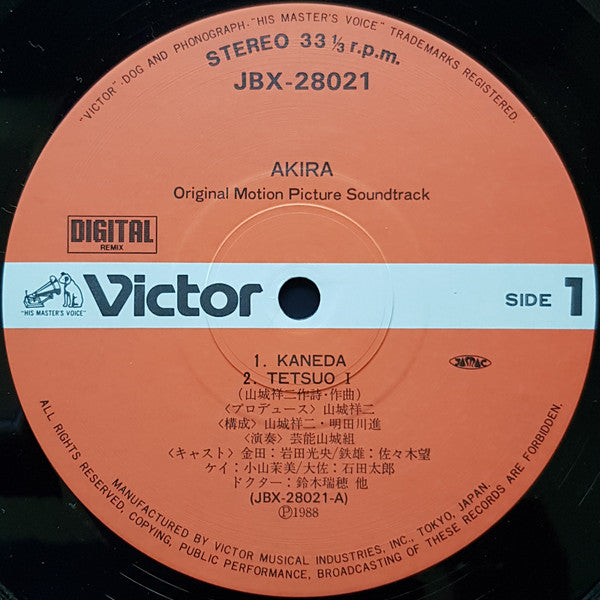 "VICTOR"·DOG AND PHONOGRAPH·"HIS MASTER'S VOICE" TRADEMARKS REGISTERED.
STEREO 33 1/3 r.p.m.
JBX-28021
AKIRA
Original Motion Picture Soundtrack
DIGITAL
REMIX
"HIS MASTER'S VOICE"
Victor
SIDE 1
1. KANEDA
2. TETSUO I
(山城祥二作詩・作曲)
〈プロデュース〉山城祥二
〈構成〉山城祥二・明田川進
〈演奏〉芸能山城組
〈キャスト〉金田：岩田光央/鉄雄：佐々木望
ケイ：小山茉美/大佐：石田太郎
ドクター：鈴木瑞穂 他
(JBX-28021-A)
Ⓟ1988
JASRAC
ALL RIGHTS RESERVED, COPYING, PUBLIC PERFORMANCE, BROADCASTING OF THESE RECORDS ARE FORBIDDEN.
MANUFACTURED BY VICTOR MUSICAL INDUSTRIES, INC., TOKYO, JAPAN.